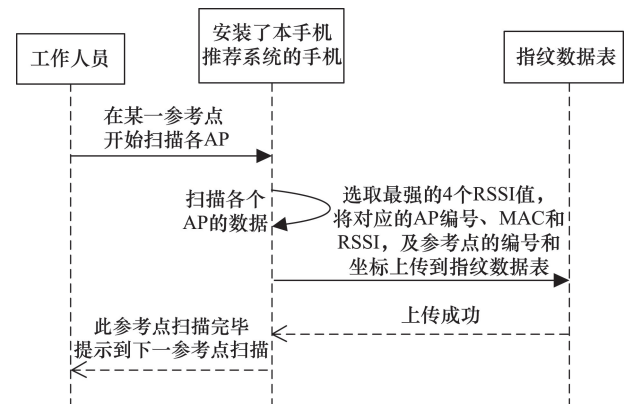 工作人员
安装了本手机
推荐系统的手机
指纹数据表
在某一参考点
开始扫描各AP
扫描各个
AP的数据
选取最强的4个RSSI值，
将对应的AP编号、MAC和
RSSI，及参考点的编号和
坐标上传到指纹数据表
上传成功
此参考点扫描完毕
提示到下一参考点扫描